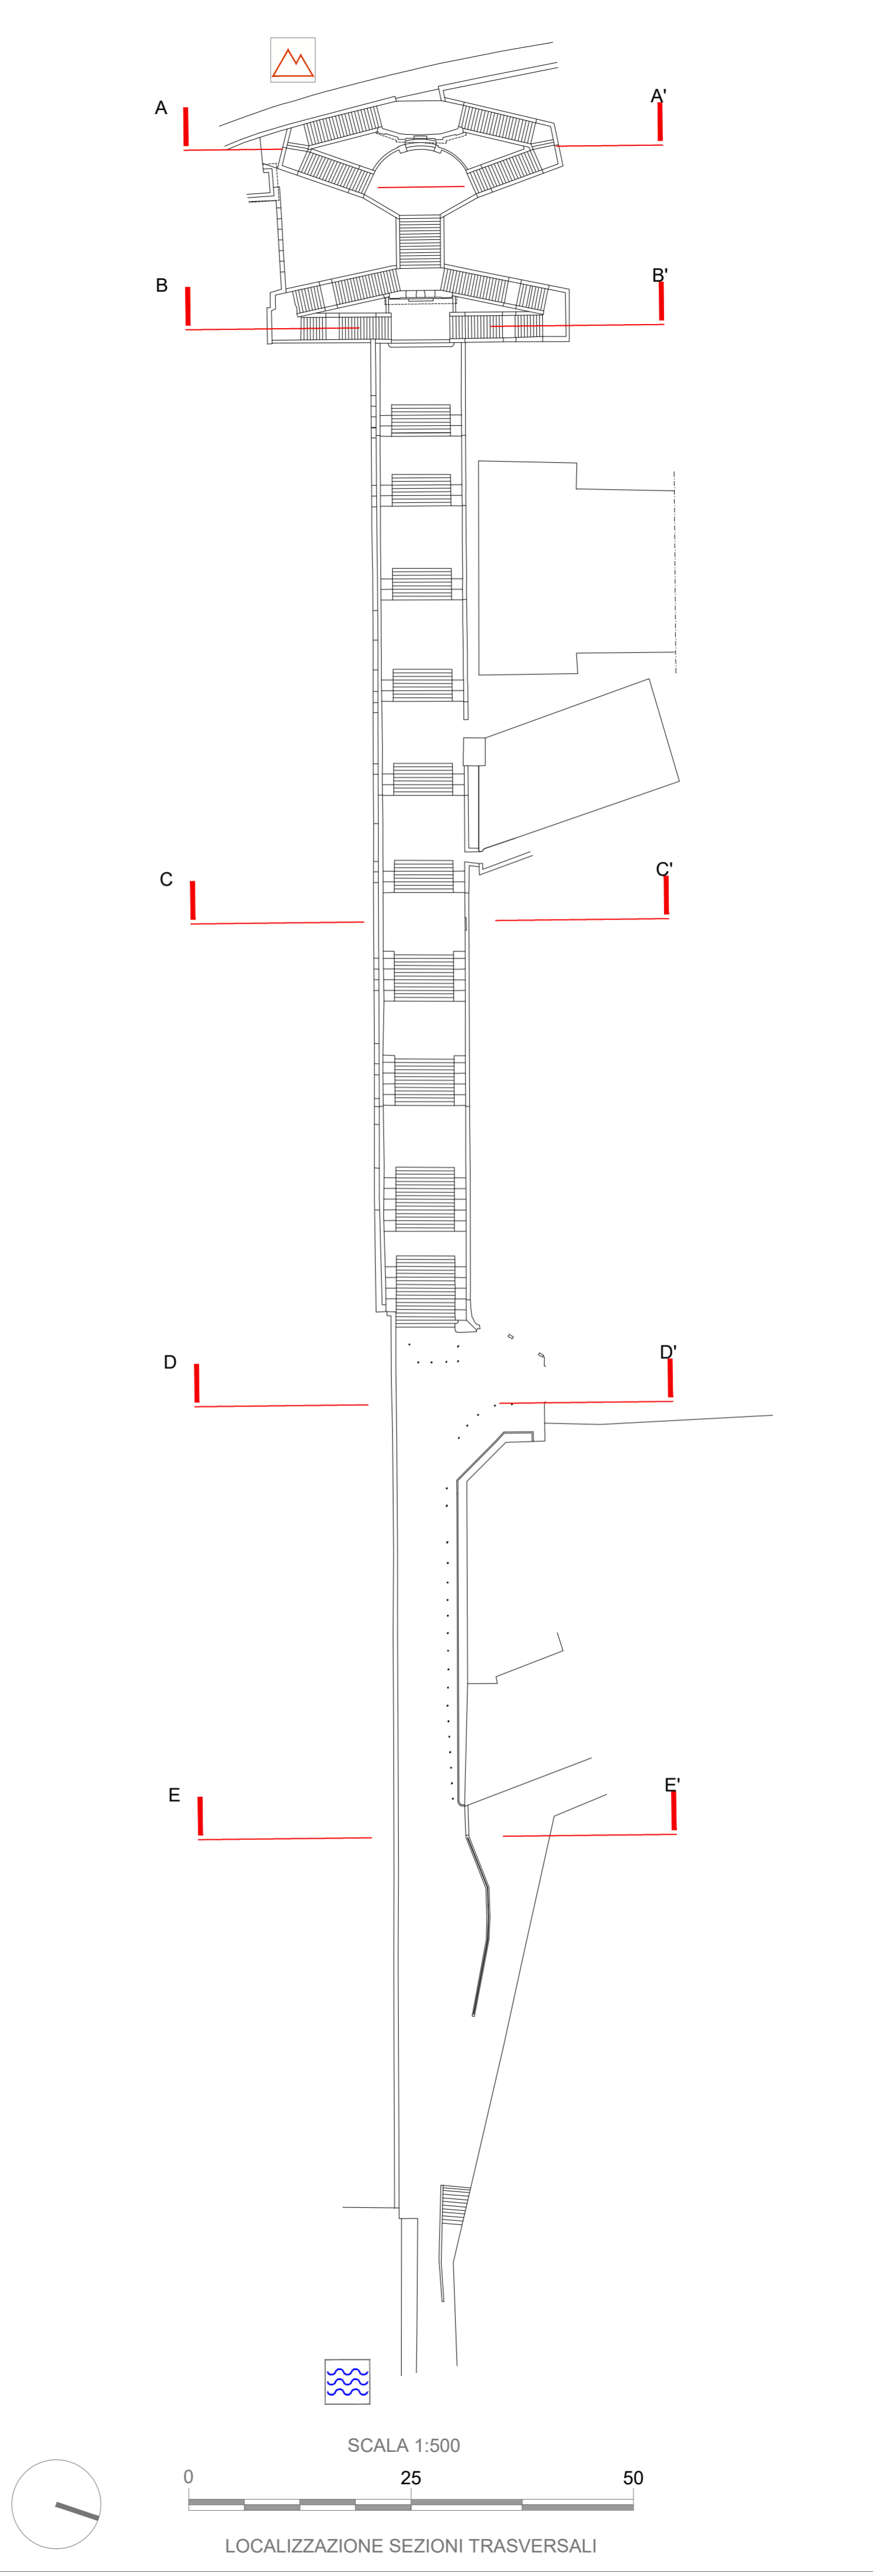 A A'
B B'
C C'
D D'
E E'
SCALA 1:500
0 25 50
LOCALIZZAZIONE SEZIONI TRASVERSALI